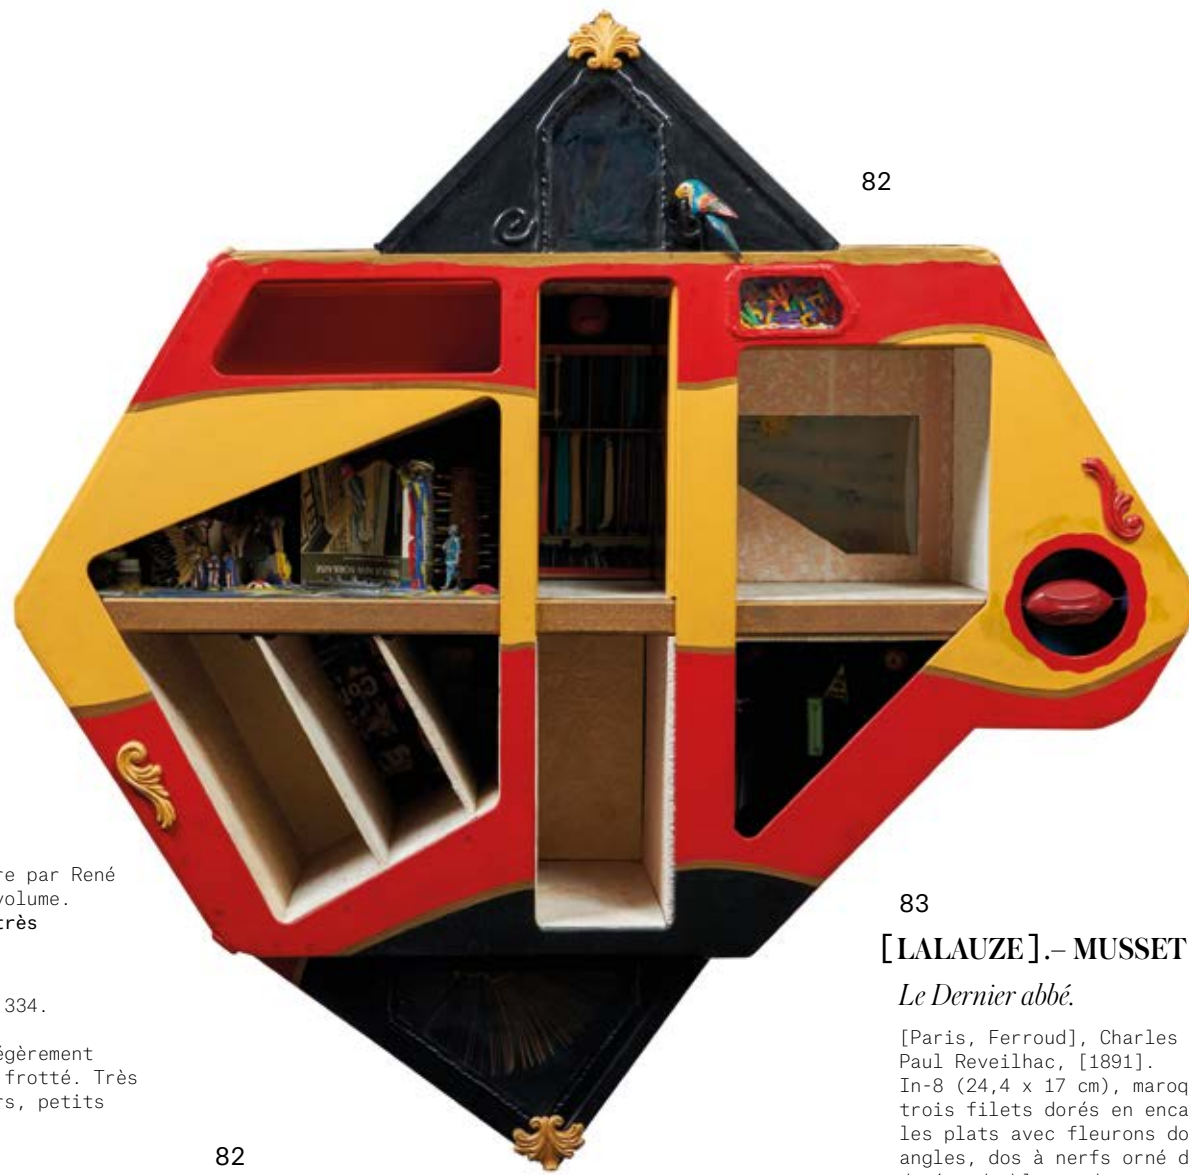 82
re par René
volume.
très
334.
égèrement
frotté. Très
rs, petits
82
83
[LALAUZE].– MUSSET
Le Dernier abbé.
[Paris, Ferroud], Charles
Paul Reveilhac, [1891].
In-8 (24,4 x 17 cm), maroq
trois filets dorés en enca
les plats avec fleurons do
angles, dos à nerfs orné d